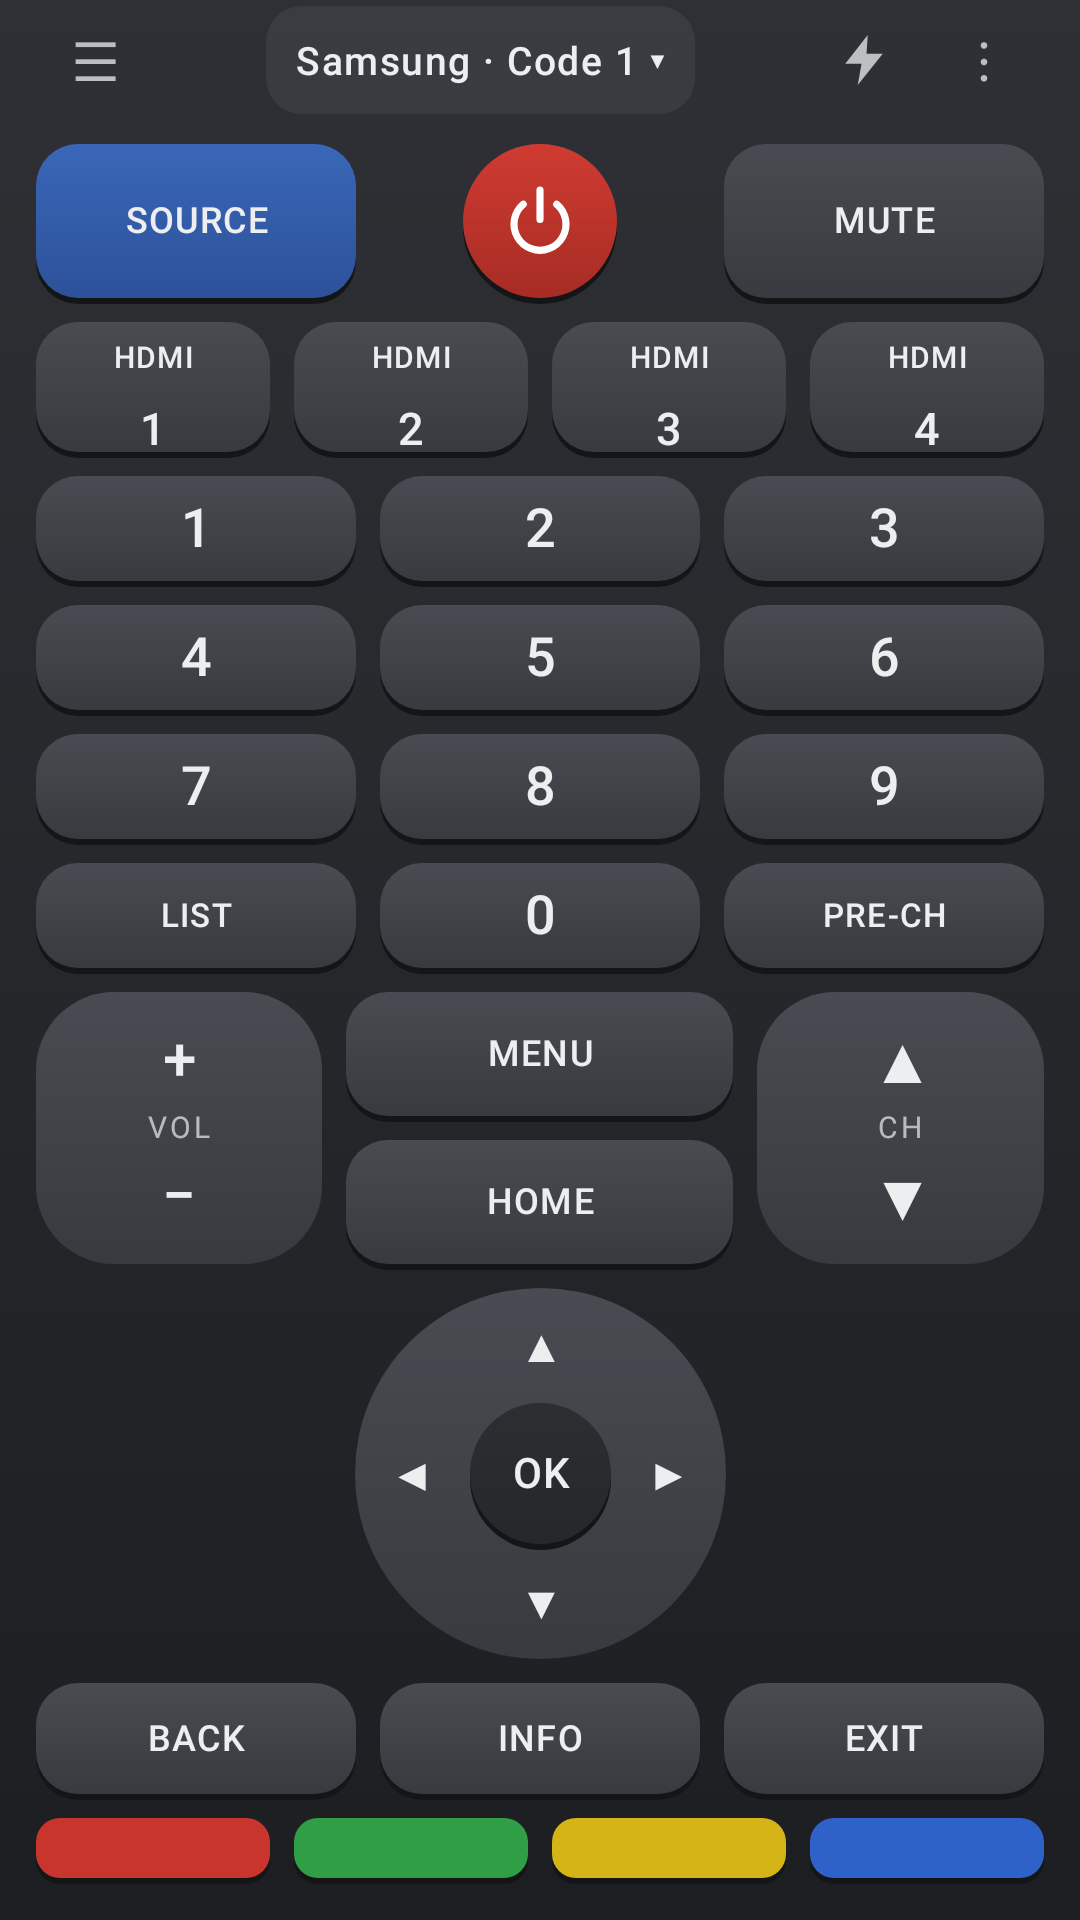 Samsung · Code 1 ▾
SOURCE
MUTE
HDMI HDMI HDMI HDMI
1 2 3 4
1 2 3
4 5 6
7 8 9
LIST 0 PRE-CH
+
VOL
−
MENU
HOME
▲
CH
▼
▲
◀ OK ▶
▼
BACK INFO EXIT